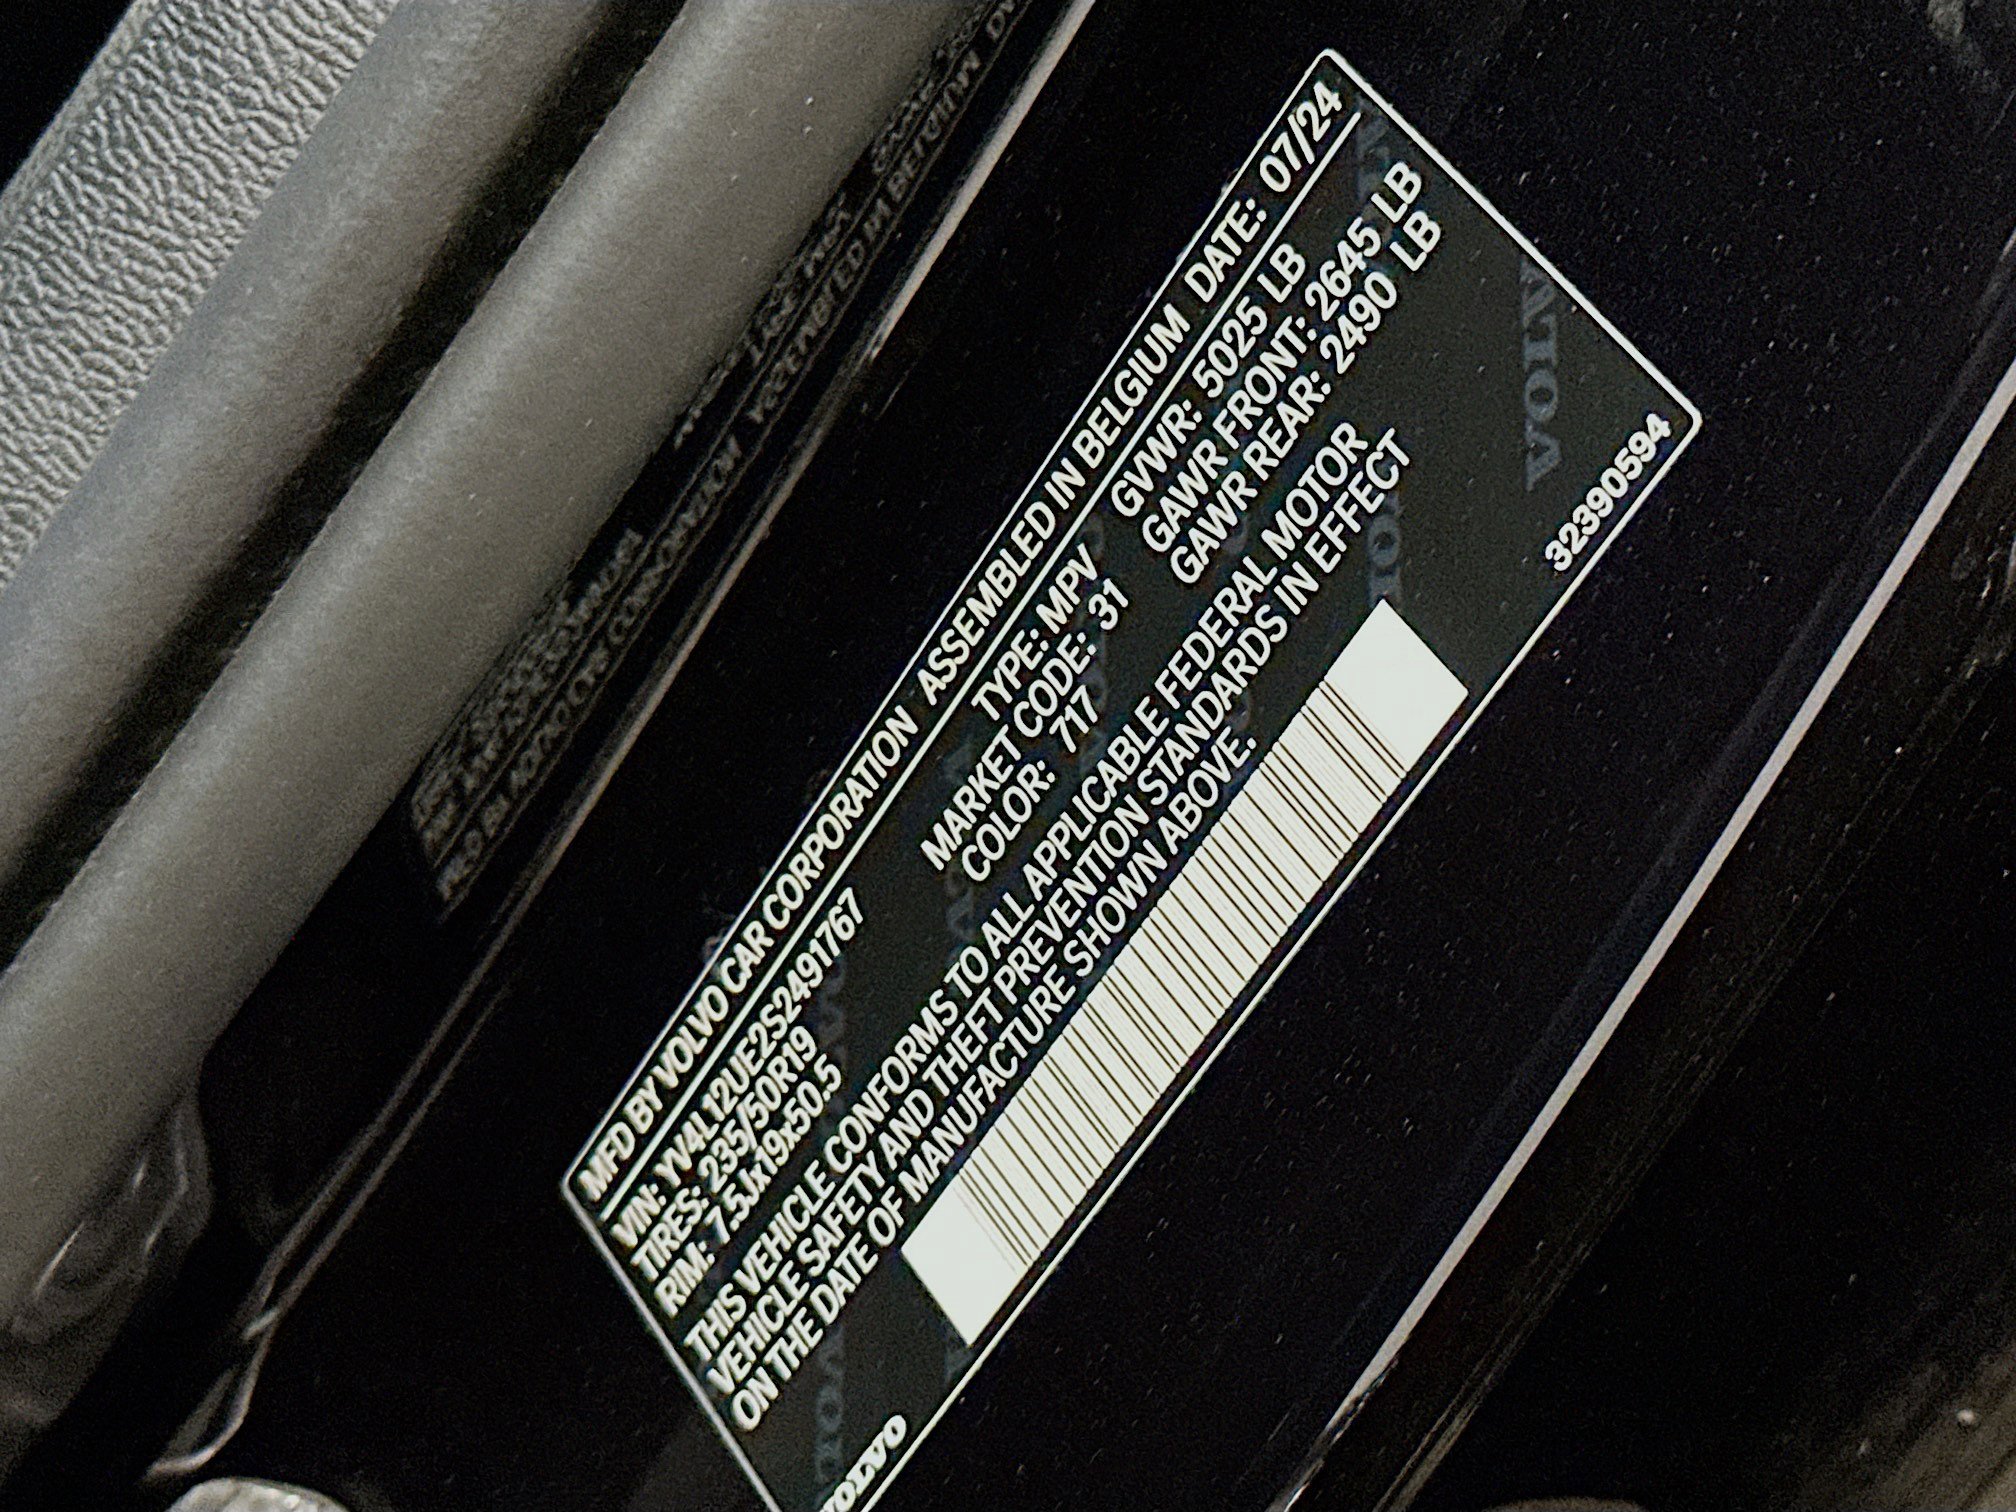 MFD BY VOLVO CAR CORPORATION ASSEMBLED IN BELGIUM DATE: 07/24
VIN: YV4L12UE2S2491767 TYPE: MPV GVWR: 5025 LB
TIRES: 235/50R19 MARKET CODE: 31 GAWR FRONT: 2645 LB
RIM: 7.5Jx19x50.5 COLOR: 717 GAWR REAR: 2490 LB
THIS VEHICLE CONFORMS TO ALL APPLICABLE FEDERAL MOTOR
VEHICLE SAFETY AND THEFT PREVENTION STANDARDS IN EFFECT
ON THE DATE OF MANUFACTURE SHOWN ABOVE.
VOLVO 32390594